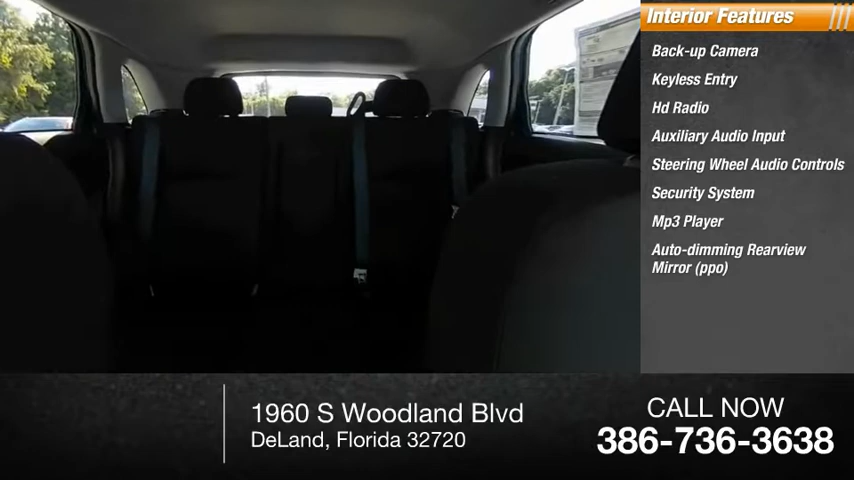 Interior Features
Back-up Camera
Keyless Entry
Hd Radio
Auxiliary Audio Input
Steering Wheel Audio Controls
Security System
Mp3 Player
Auto-dimming Rearview
Mirror (ppo)
1960 S Woodland Blvd
DeLand, Florida 32720
CALL NOW
386-736-3638